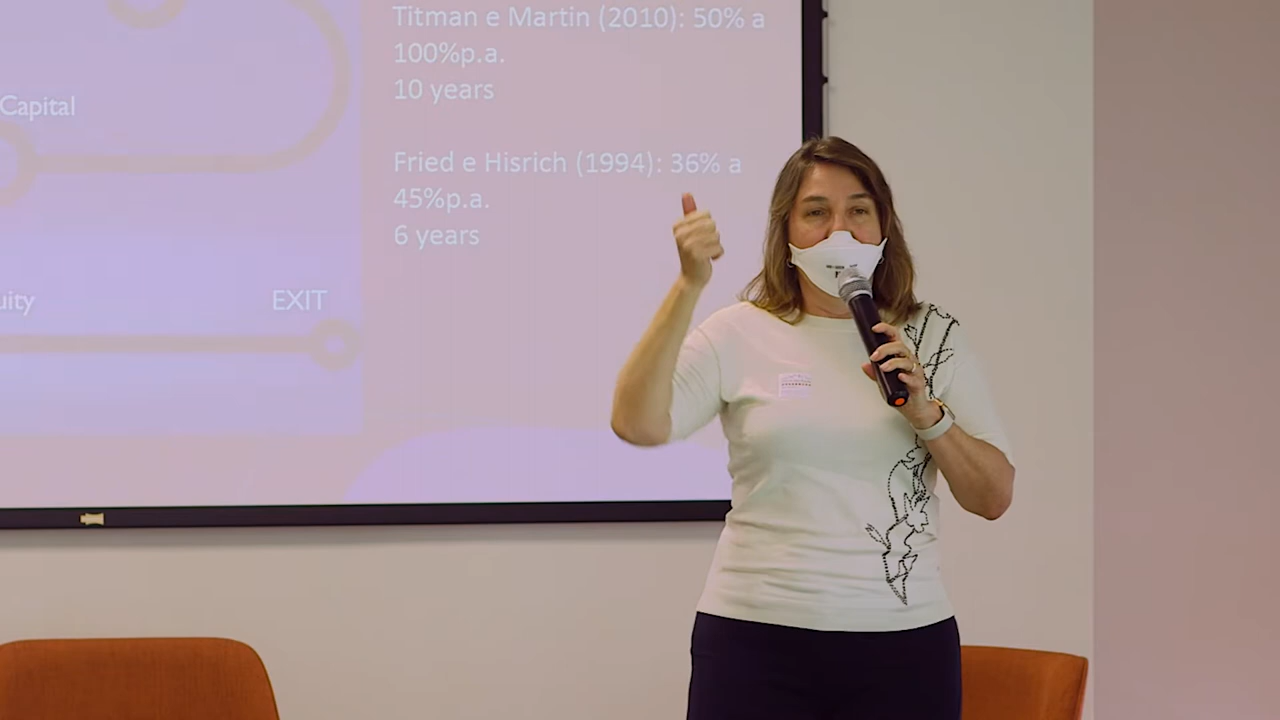 Capital
uity
EXIT
Titman e Martin (2010): 50% a
100%p.a.
10 years
Fried e Hisrich (1994): 36% a
45%p.a.
6 years